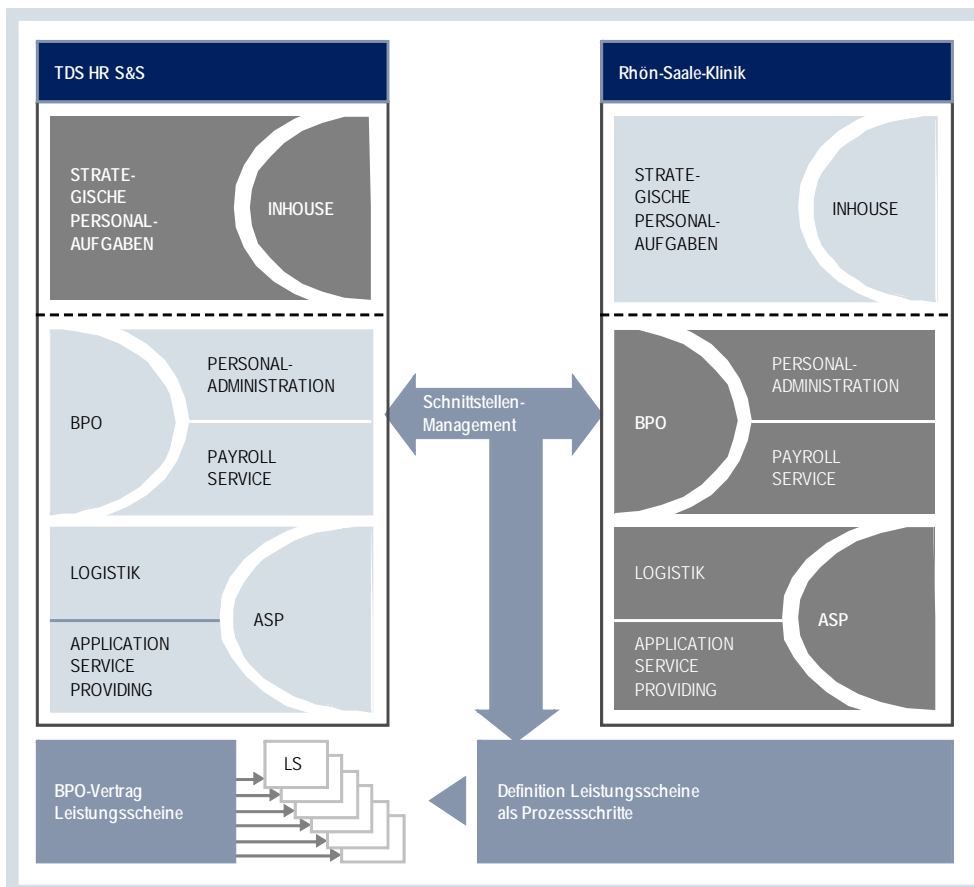 TDS HR S&S
STRATE-
GISCHE
PERSONAL-
AUFGABEN
INHOUSE
BPO
PERSONAL-
ADMINISTRATION
PAYROLL
SERVICE
LOGISTIK
ASP
APPLICATION
SERVICE
PROVIDING
Schnittstellen-
Management
Rhön-Saale-Klinik
STRATE-
GISCHE
PERSONAL-
AUFGABEN
INHOUSE
BPO
PERSONAL-
ADMINISTRATION
PAYROLL
SERVICE
LOGISTIK
ASP
APPLICATION
SERVICE
PROVIDING
BPO-Vertrag
Leistungsscheine
LS
Definition Leistungsscheine
als Prozessschritte